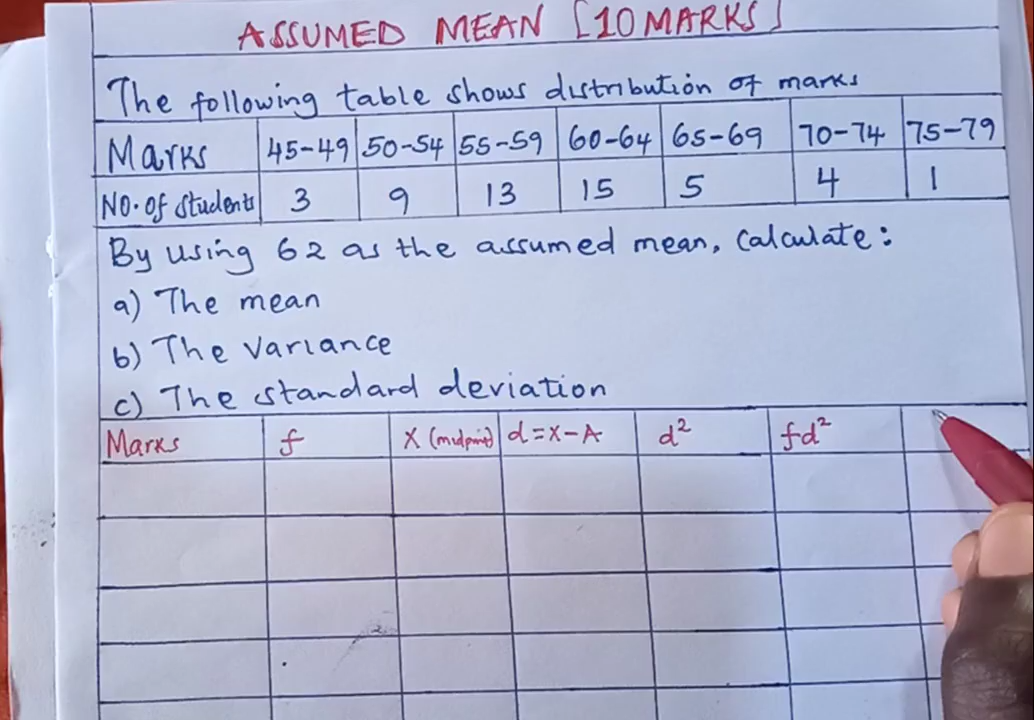 ASSUMED MEAN [10 MARKS]
The following table shows distribution of marks
Marks 45-49 50-54 55-59 60-64 65-69 70-74 75-79
NO. of students 3 9 13 15 5 4 1
By using 62 as the assumed mean, calculate:
a) The mean
b) The variance
c) The standard deviation
Marks f X (midpoint) d = X - A d² fd²